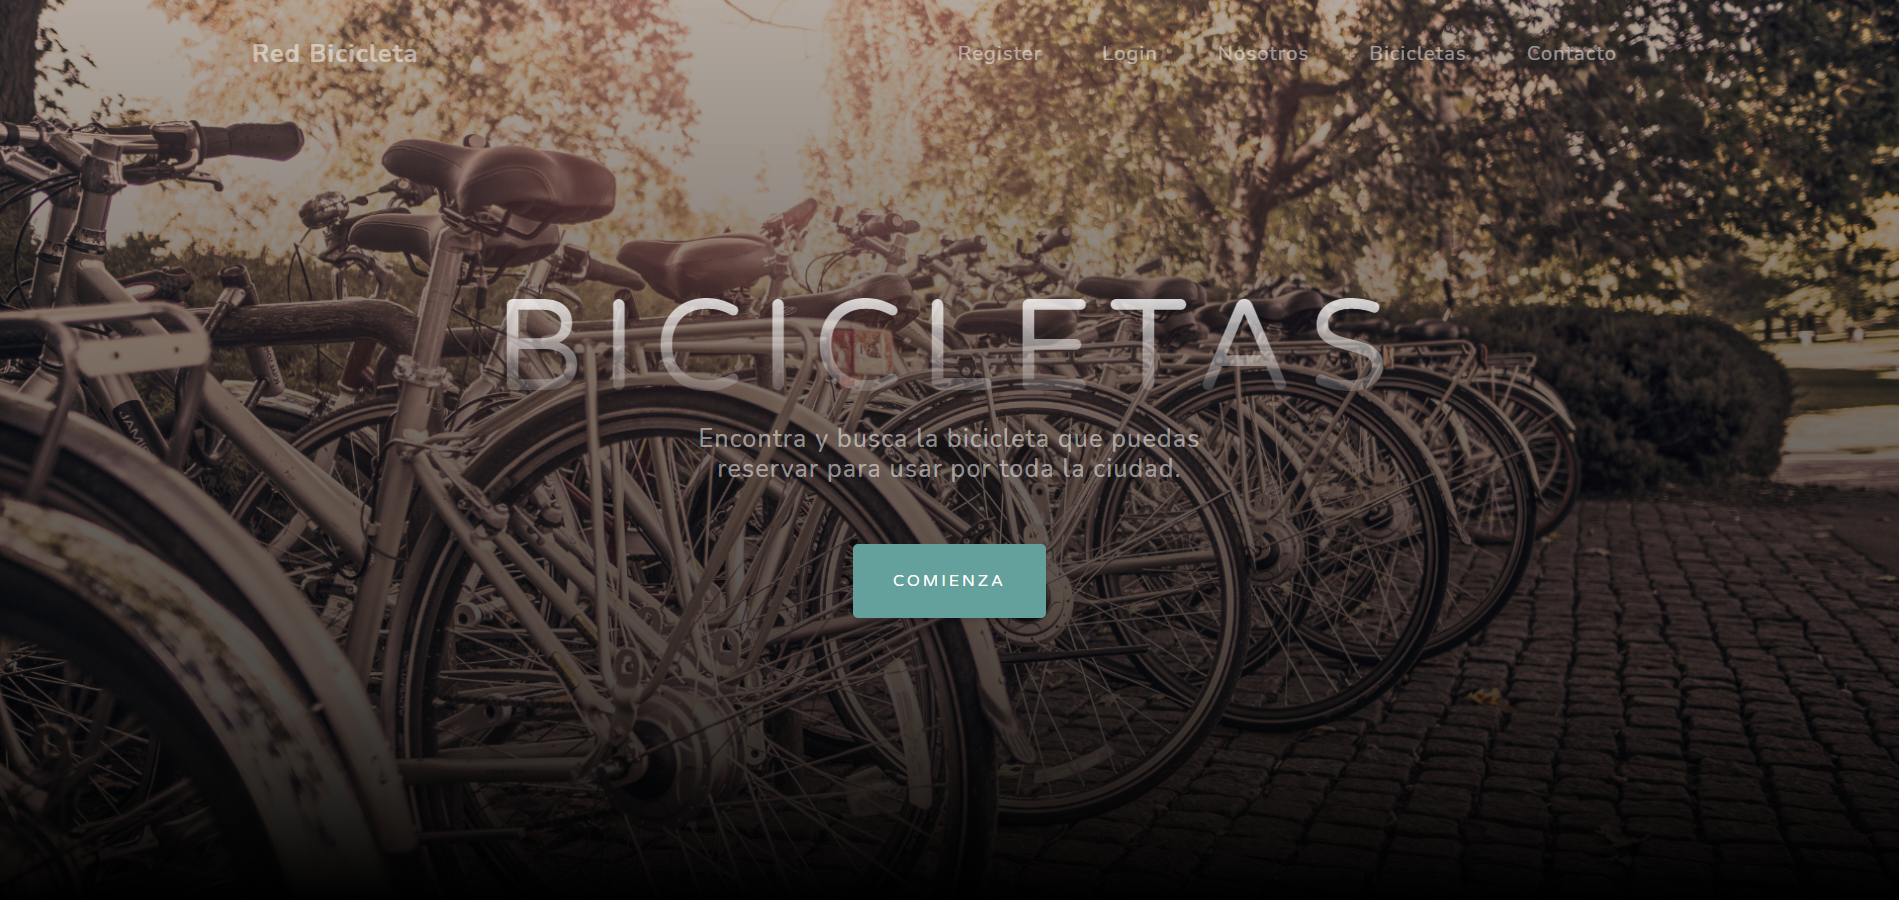 Red Bicicleta
Register Login Nosotros Bicicletas Contacto
BICICLETAS
Encontra y busca la bicicleta que puedas
reservar para usar por toda la ciudad.
COMIENZA